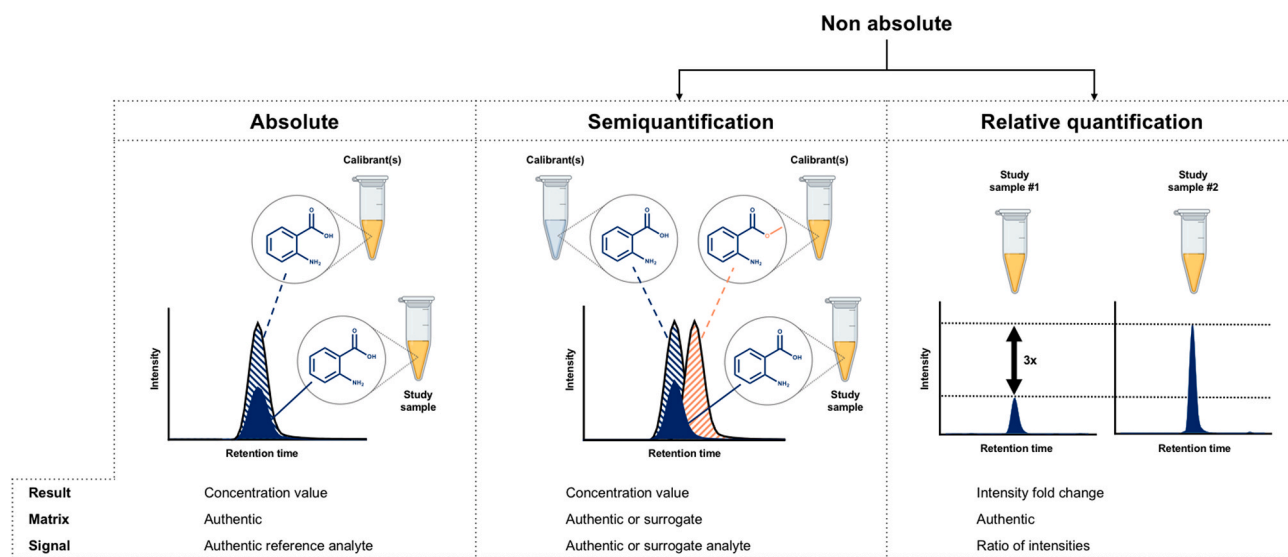 Non absolute
Absolute
Semiquantification
Relative quantification
Calibrant(s)
O
OH
NH₂
Intensity
O
OH
NH₂
Study
sample
Retention time
Calibrant(s)
Calibrant(s)
O
OH
NH₂
O
O
NH₂
Intensity
O
OH
NH₂
Study
sample
Retention time
Study
sample #1
Study
sample #2
Intensity
3x
Retention time
Retention time
Result Concentration value Concentration value Intensity fold change
Matrix Authentic Authentic or surrogate Authentic
Signal Authentic reference analyte Authentic or surrogate analyte Ratio of intensities